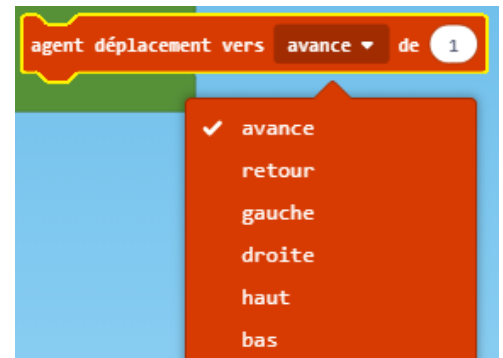 agent déplacement vers avance de 1
avance
retour
gauche
droite
haut
bas